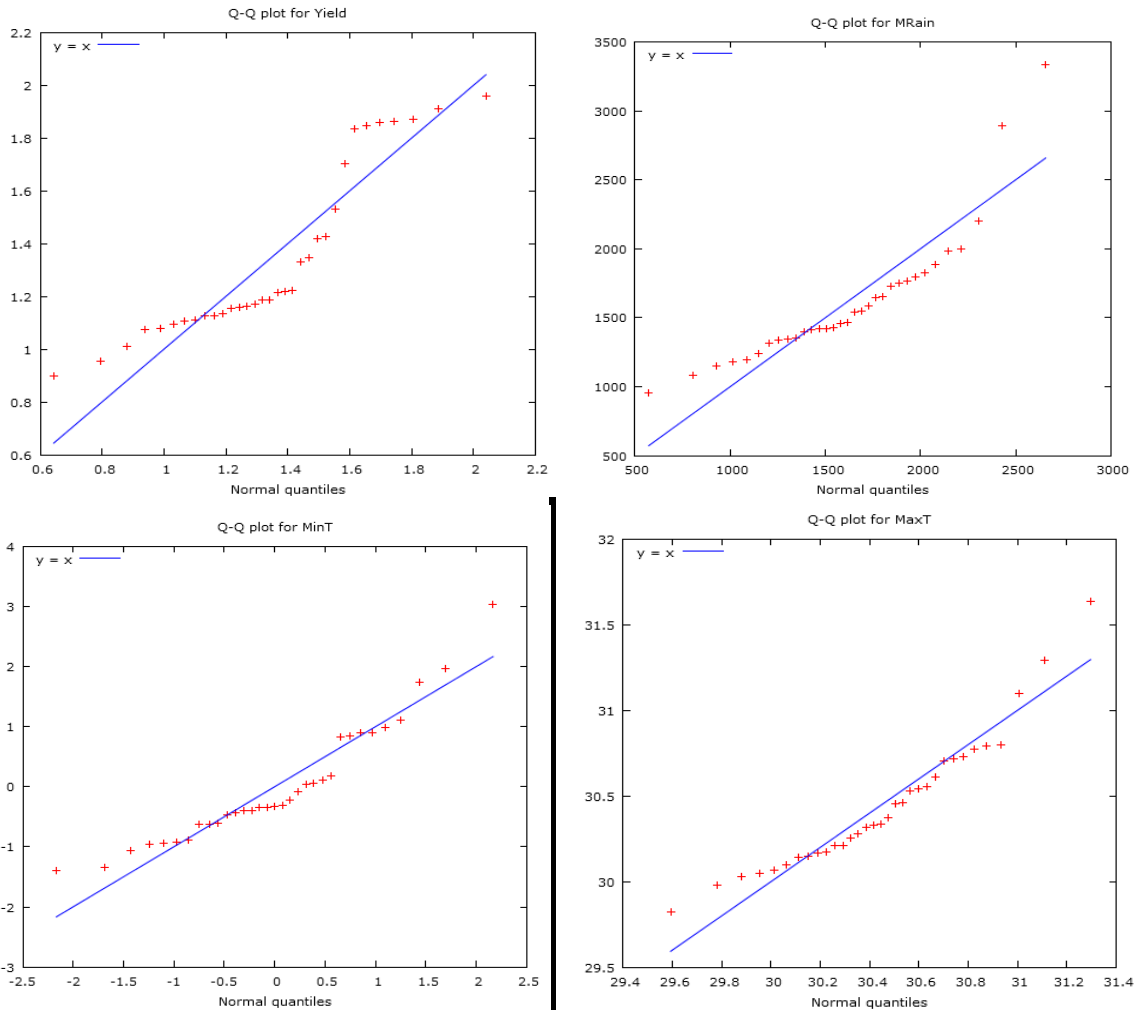 Q-Q plot for Yield
2.2
y = x
2
1.8
1.6
1.4
1.2
1
0.8
0.6
0.6 0.8 1 1.2 1.4 1.6 1.8 2 2.2
Normal quantiles
Q-Q plot for MRain
3500
y = x
3000
2500
2000
1500
1000
500
500 1000 1500 2000 2500 3000
Normal quantiles
Q-Q plot for MinT
4
y = x
3
2
1
0
-1
-2
-3
-2.5 -2 -1.5 -1 -0.5 0 0.5 1 1.5 2 2.5
Normal quantiles
Q-Q plot for MaxT
32
y = x
31.5
31
30.5
30
29.5
29.4 29.6 29.8 30 30.2 30.4 30.6 30.8 31 31.2 31.4
Normal quantiles